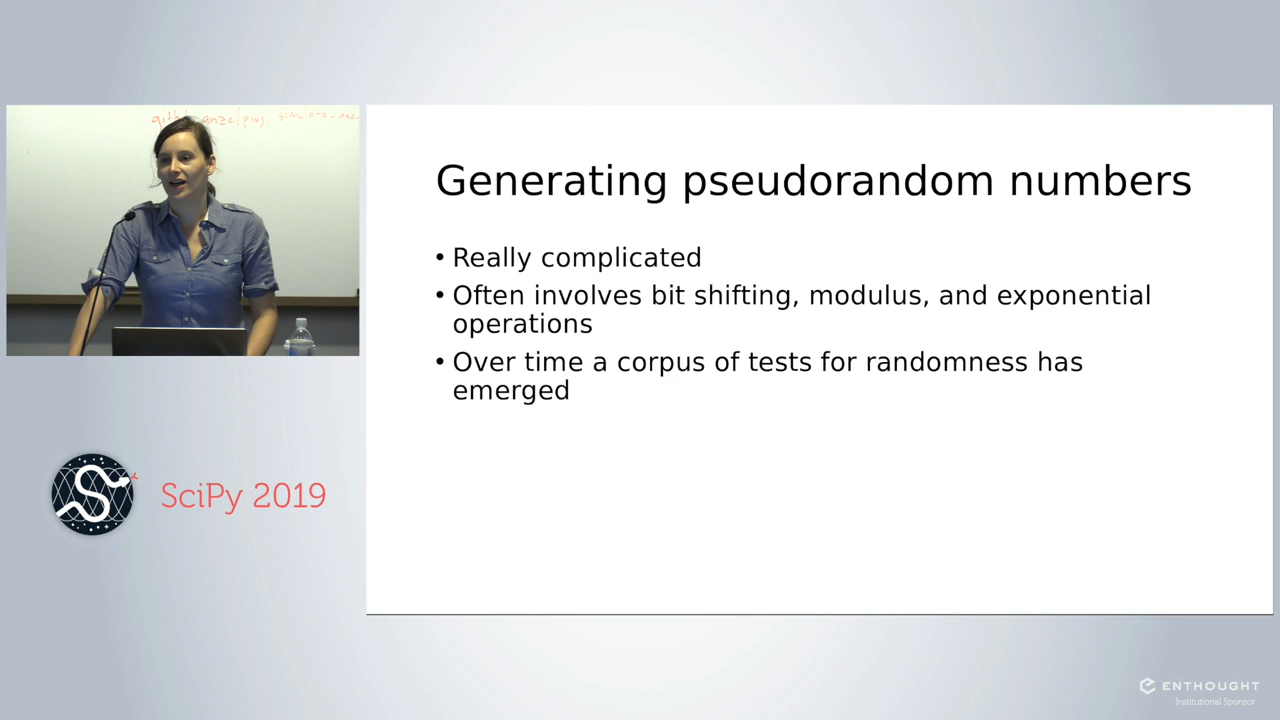 Generating pseudorandom numbers
• Really complicated
• Often involves bit shifting, modulus, and exponential
operations
• Over time a corpus of tests for randomness has
emerged
SciPy 2019
ENTHOUGHT
Institutional Sponsor